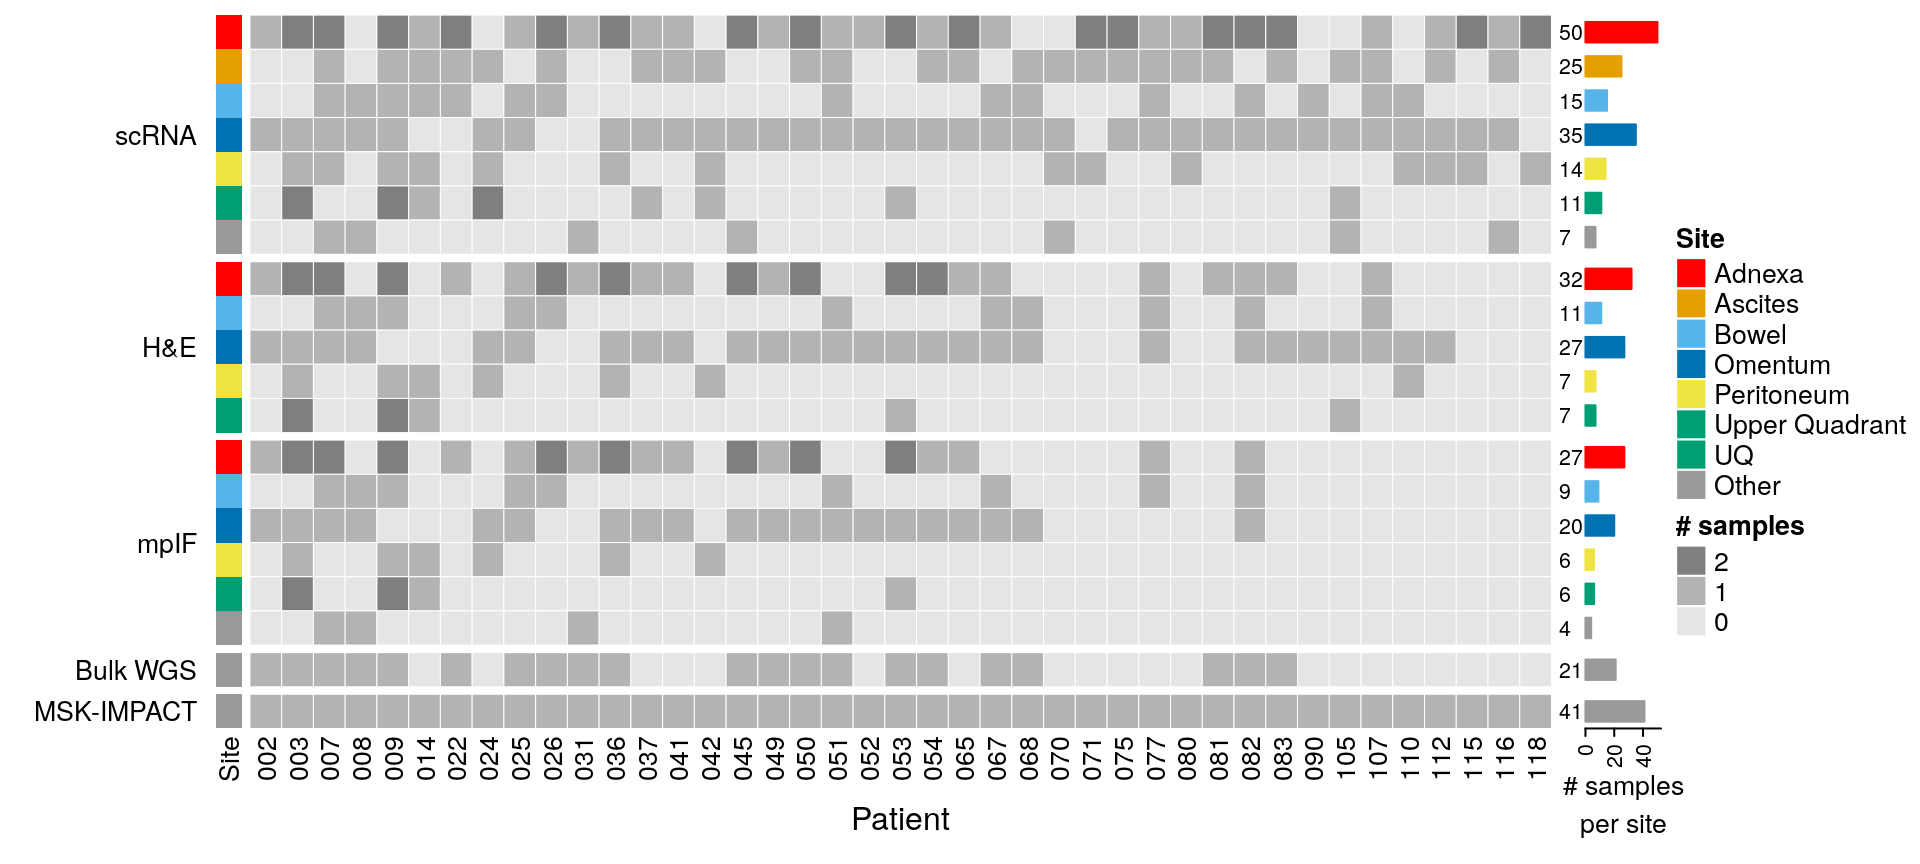 scRNA
50
25
15
35
14
11
7
H&E
32
11
27
7
7
mpIF
27
9
20
6
6
4
Bulk WGS
21
MSK-IMPACT
41
Site 002 003 007 008 009 014 022 024 025 026 031 036 037 041 042 045 049 050 051 052 053 054 065 067 068 070 071 075 077 080 081 082 083 090 105 107 110 112 115 116 118
Patient
0 20 40
# samples
per site
Site
Adnexa
Ascites
Bowel
Omentum
Peritoneum
Upper Quadrant
UQ
Other
# samples
2
1
0